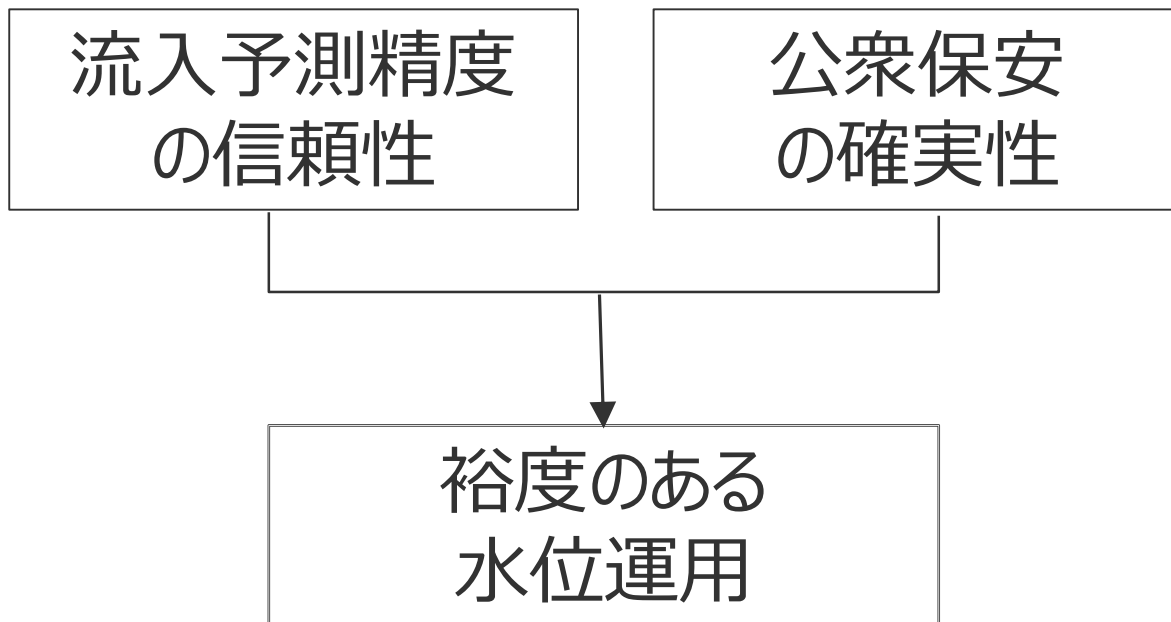 流入予測精度
の信頼性
公衆保安
の確実性
裕度のある
水位運用